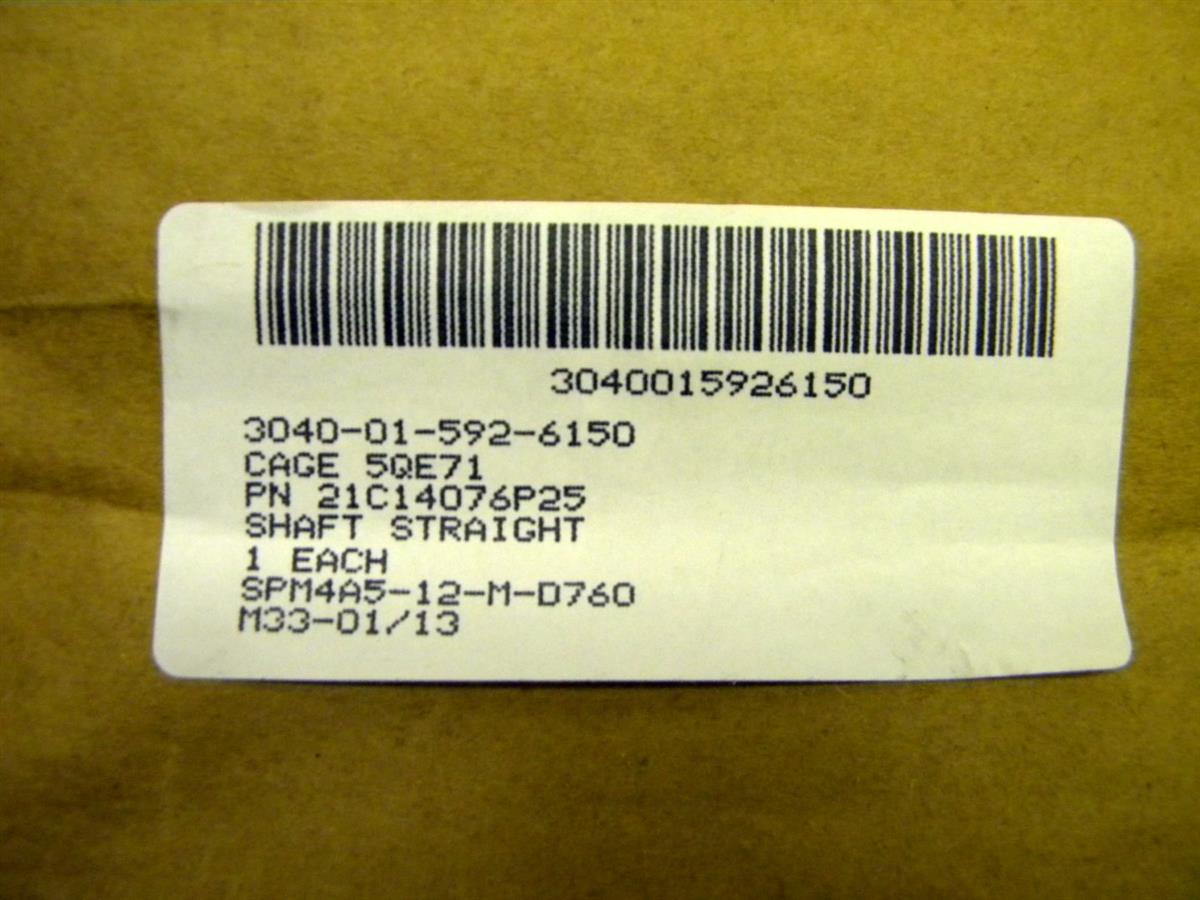 3040015926150
3040-01-592-6150
CAGE 5QE71
PN 21C14076P25
SHAFT STRAIGHT
1 EACH
SPM4A5-12-M-D760
M33-01/13